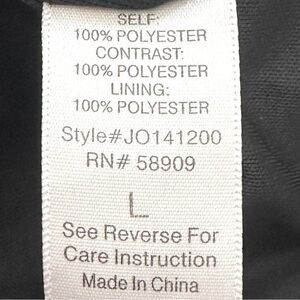 SELF:
100% POLYESTER
CONTRAST:
100% POLYESTER
LINING:
100% POLYESTER
Style#JO141200
RN# 58909
L
See Reverse For
Care Instruction
Made In China